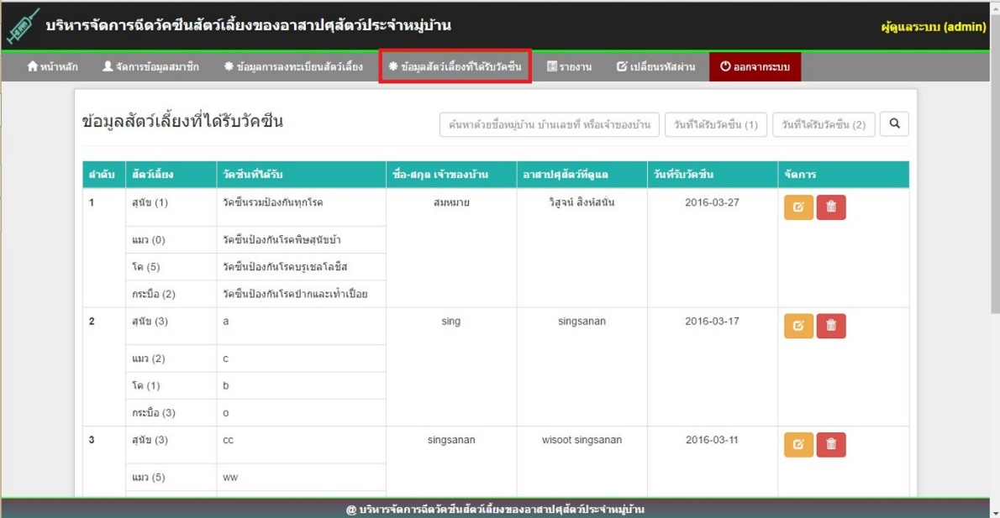 บริหารจัดการฉีดวัคซีนสัตว์เลี้ยงของอาสาปศุสัตว์ประจำหมู่บ้าน ผู้ดูแลระบบ (admin)
หน้าหลัก จัดการข้อมูลสมาชิก ข้อมูลการลงทะเบียนสัตว์เลี้ยง ข้อมูลสัตว์เลี้ยงที่ได้รับวัคซีน รายงาน เปลี่ยนรหัสผ่าน ออกจากระบบ
ข้อมูลสัตว์เลี้ยงที่ได้รับวัคซีน ค้นหาด้วยชื่อหมู่บ้าน บ้านเลขที่ หรือเจ้าของบ้าน วันที่ได้รับวัคซีน (1) วันที่ได้รับวัคซีน (2)
ลำดับ สัตว์เลี้ยง วัคซีนที่ได้รับ ชื่อ-สกุล เจ้าของบ้าน อาสาปศุสัตว์ที่ดูแล วันที่รับวัคซีน จัดการ
1 สุนัข (1) วัคซีนรวมป้องกันทุกโรค สมหมาย วิสูจน์ สิงห์สนั่น 2016-03-27
แมว (0) วัคซีนป้องกันโรคพิษสุนัขบ้า
โค (5) วัคซีนป้องกันโรคบรูเซลโลซีส
กระบือ (2) วัคซีนป้องกันโรคปากและเท้าเปื่อย
2 สุนัข (3) a sing singsanan 2016-03-17
แมว (2) c
โค (1) b
กระบือ (3) o
3 สุนัข (3) cc singsanan wisoot singsanan 2016-03-11
แมว (5) ww
@ บริหารจัดการฉีดวัคซีนสัตว์เลี้ยงของอาสาปศุสัตว์ประจำหมู่บ้าน